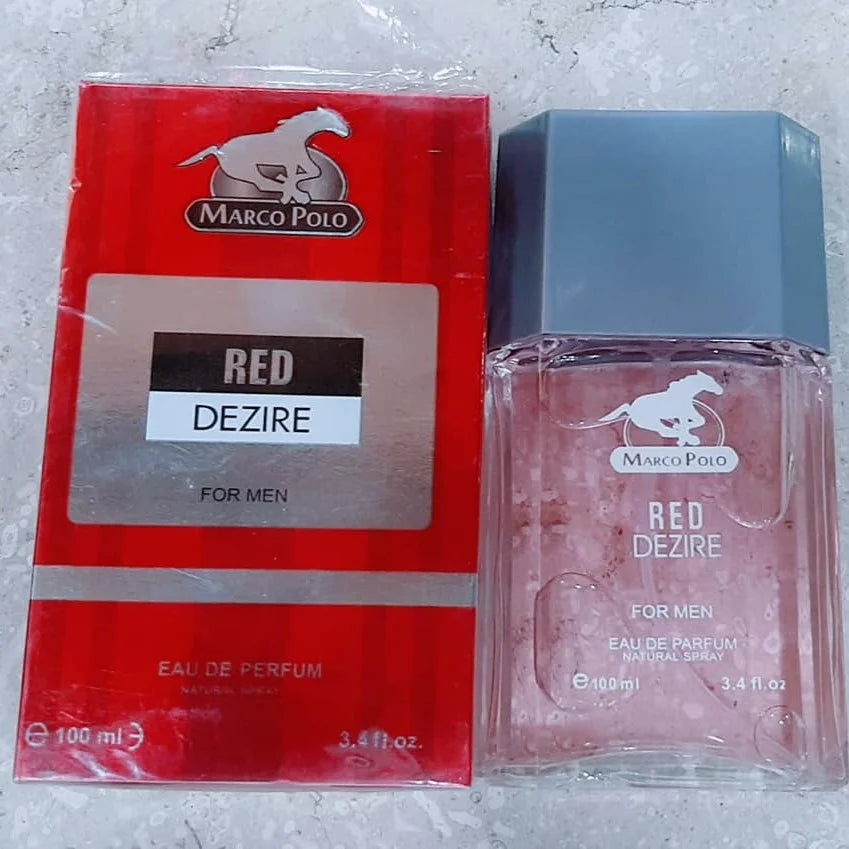 MARCO POLO
RED
DEZIRE
FOR MEN
EAU DE PERFUM
NATURAL SPRAY
e 100 ml
3.4 fl.oz.
MARCO POLO
RED
DEZIRE
FOR MEN
EAU DE PARFUM
NATURAL SPRAY
e 100 ml
3.4 fl.oz